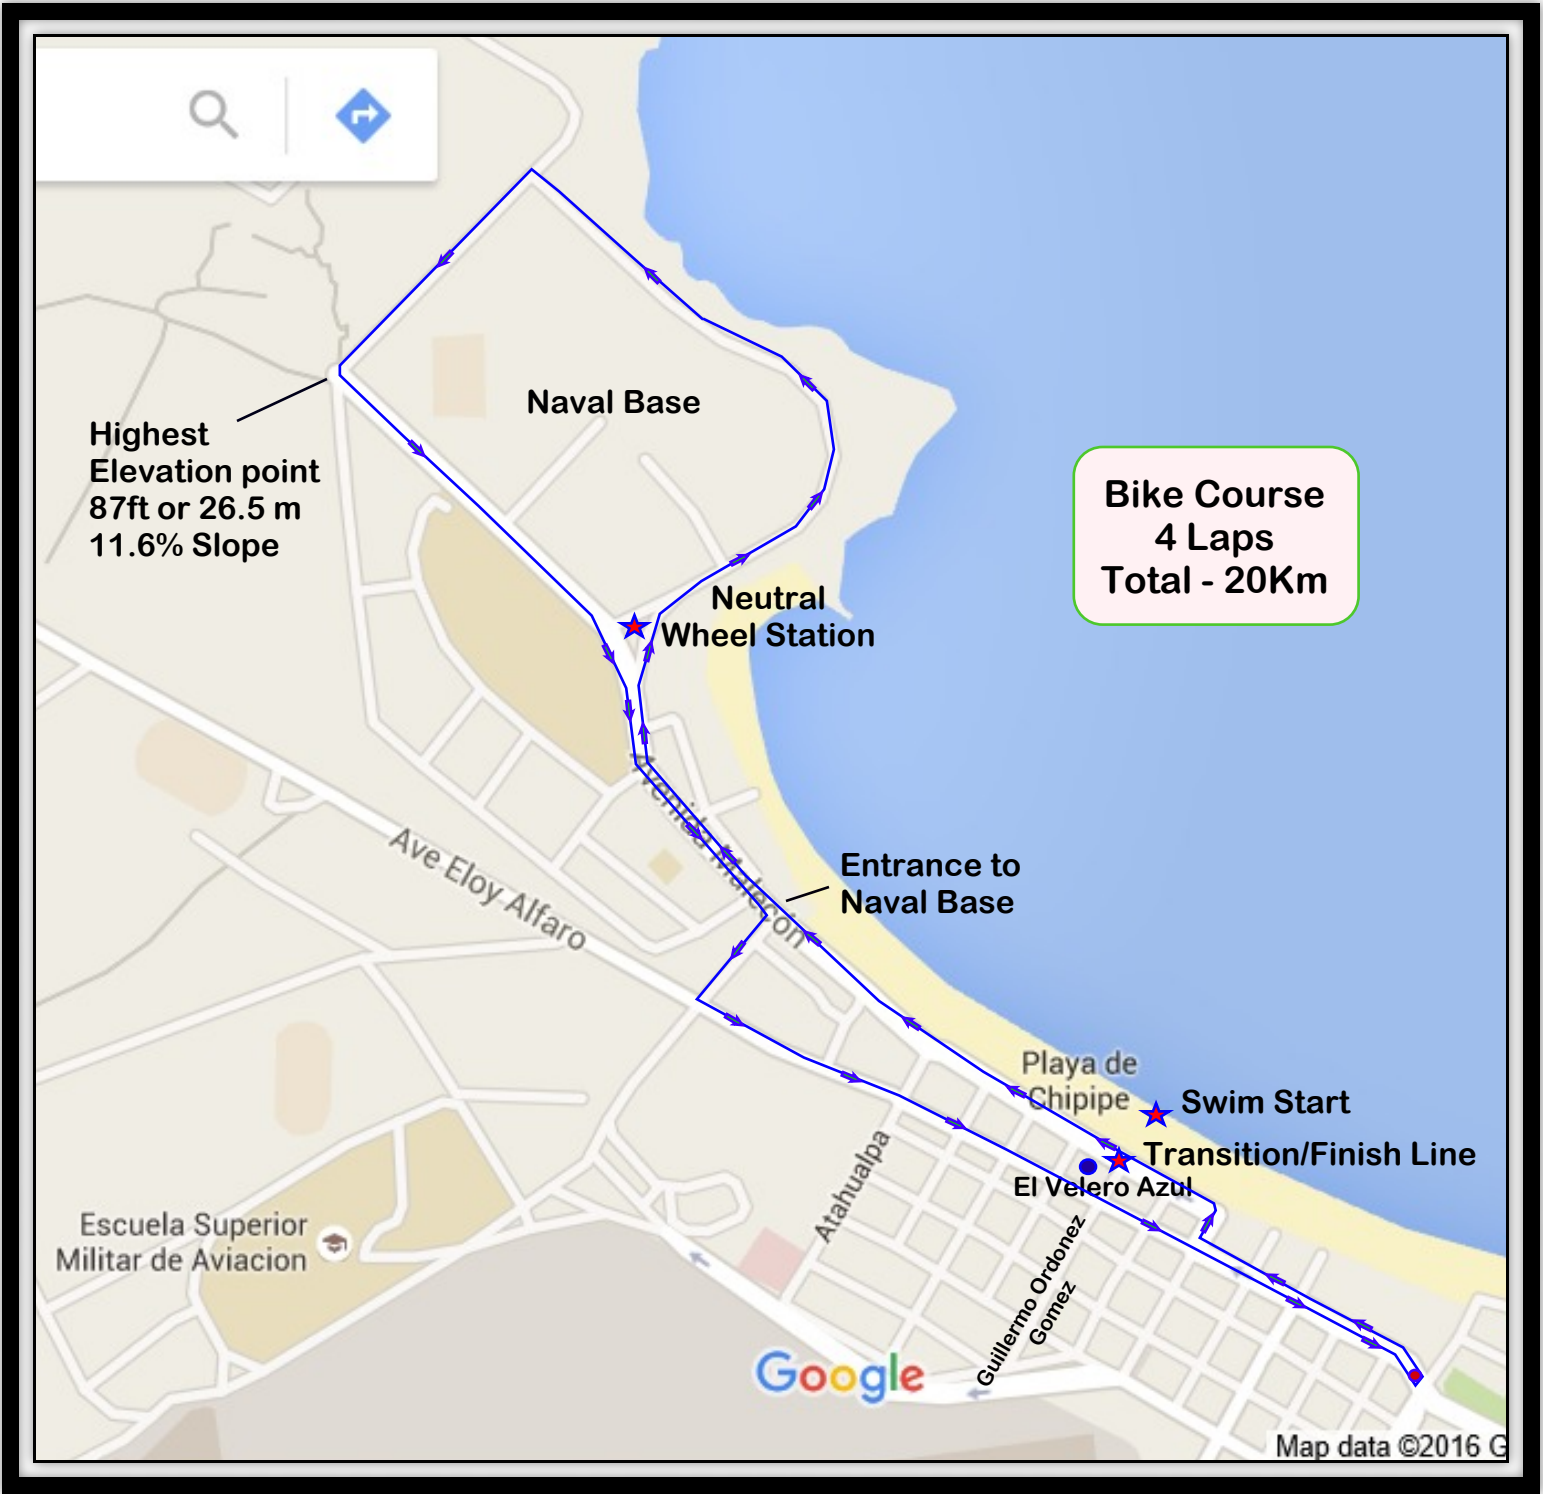 Naval Base
Highest
Elevation point
87ft or 26.5 m
11.6% Slope
Bike Course
4 Laps
Total - 20Km
Neutral
Wheel Station
Avenida Malecón
Ave Eloy Alfaro
Entrance to
Naval Base
Playa de
Chipipe
Swim Start
Transition/Finish Line
El Velero Azul
Atahualpa
Escuela Superior
Militar de Aviacion
Guillermo Ordonez
Gomez
Google
Map data ©2016 G